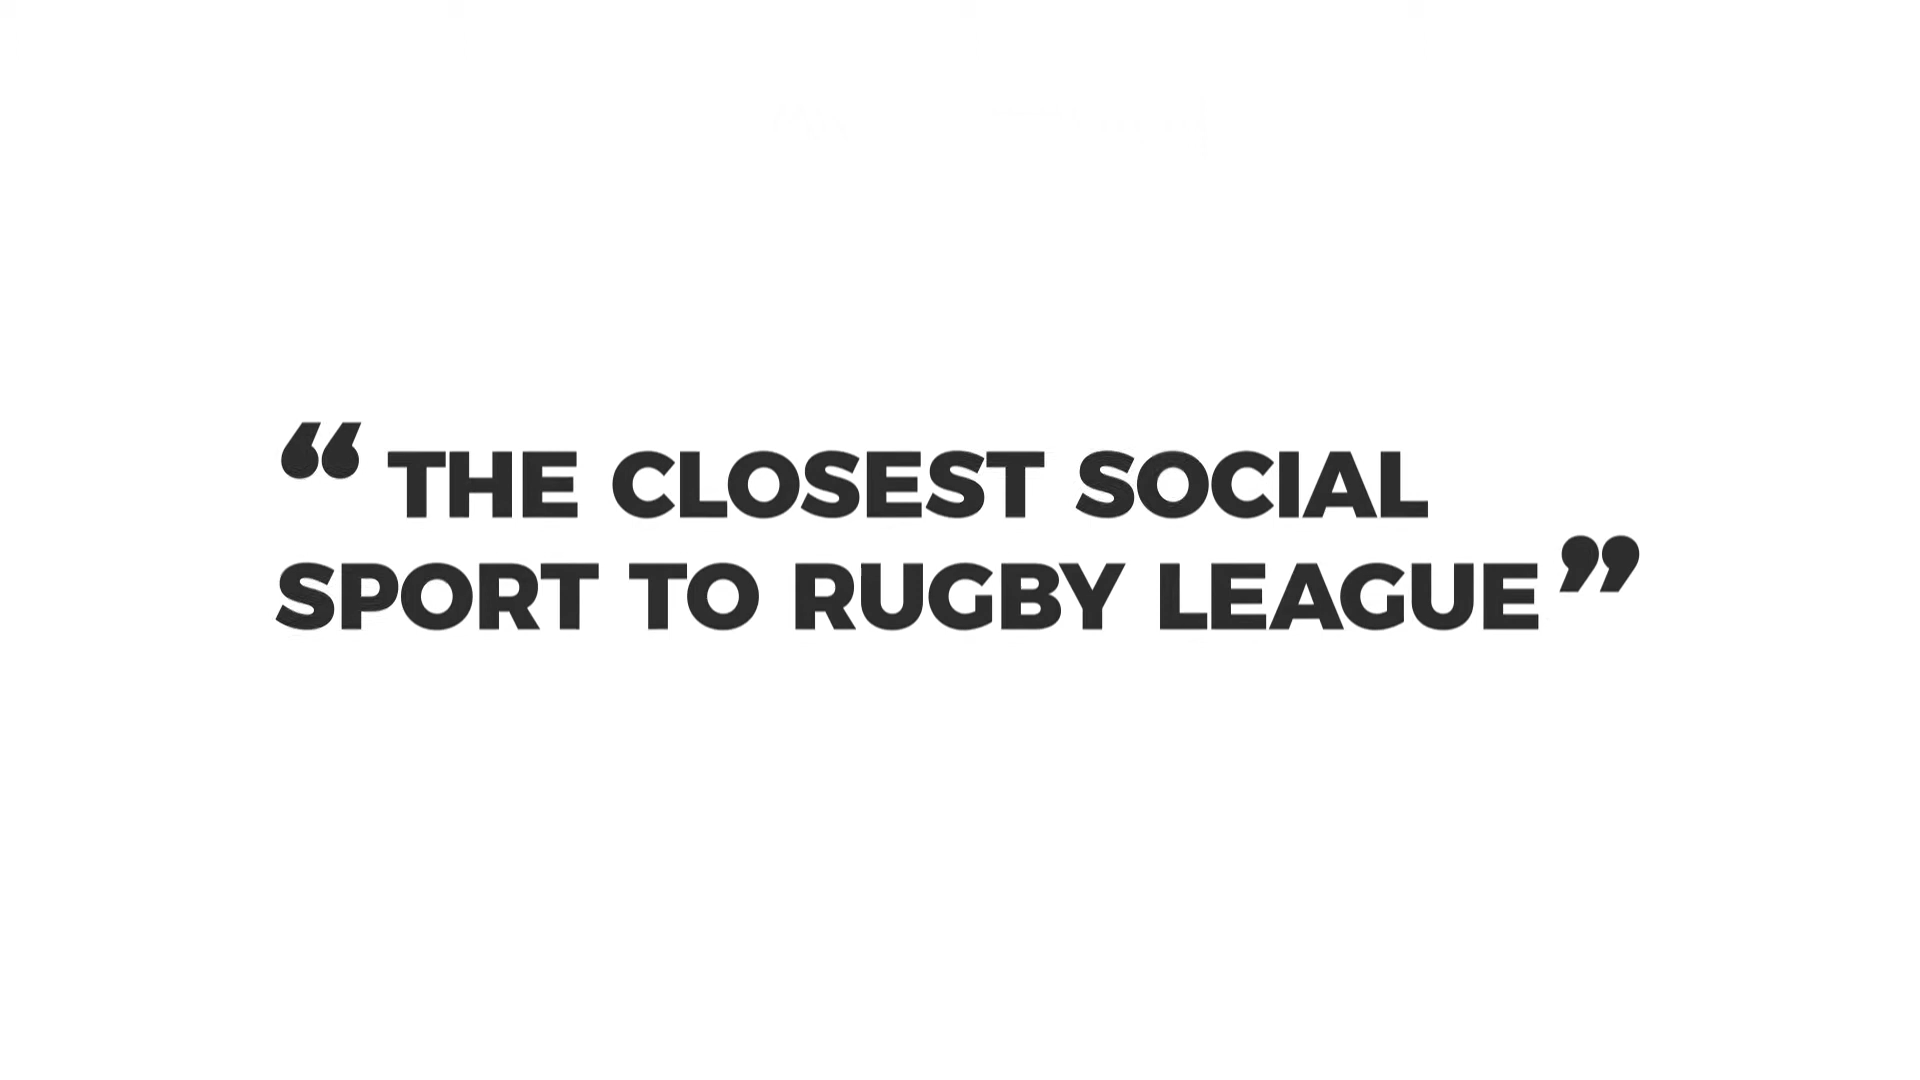 “ THE CLOSEST SOCIAL
SPORT TO RUGBY LEAGUE ”